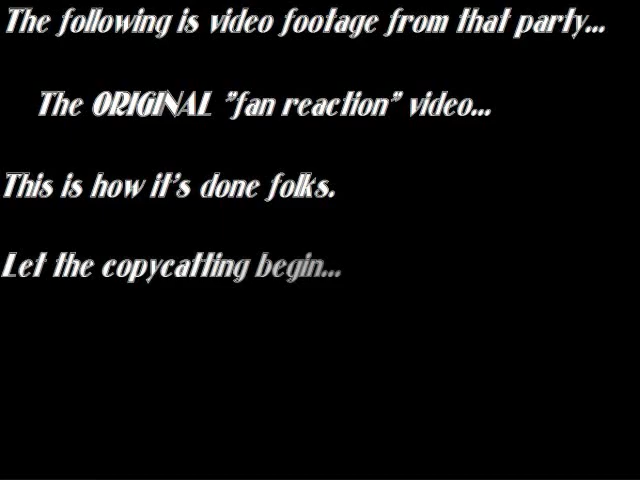 The following is video footage from that party...
The ORIGINAL "fan reaction" video...
This is how it's done folks.
Let the copycatting begin...